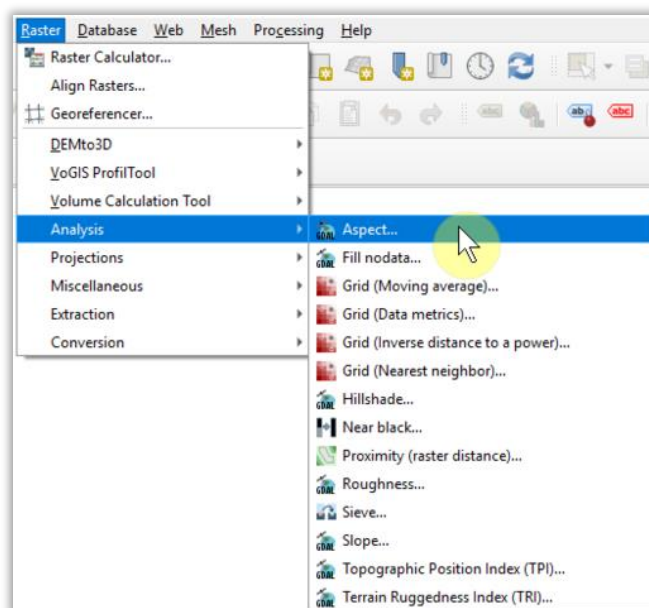 Raster Database Web Mesh Processing Help
Raster Calculator...
Align Rasters...
Georeferencer...
DEMto3D
VoGIS ProfilTool
Volume Calculation Tool
Analysis
Projections
Miscellaneous
Extraction
Conversion
Aspect...
Fill nodata...
Grid (Moving average)...
Grid (Data metrics)...
Grid (Inverse distance to a power)...
Grid (Nearest neighbor)...
Hillshade...
Near black...
Proximity (raster distance)...
Roughness...
Sieve...
Slope...
Topographic Position Index (TPI)...
Terrain Ruggedness Index (TRI)...